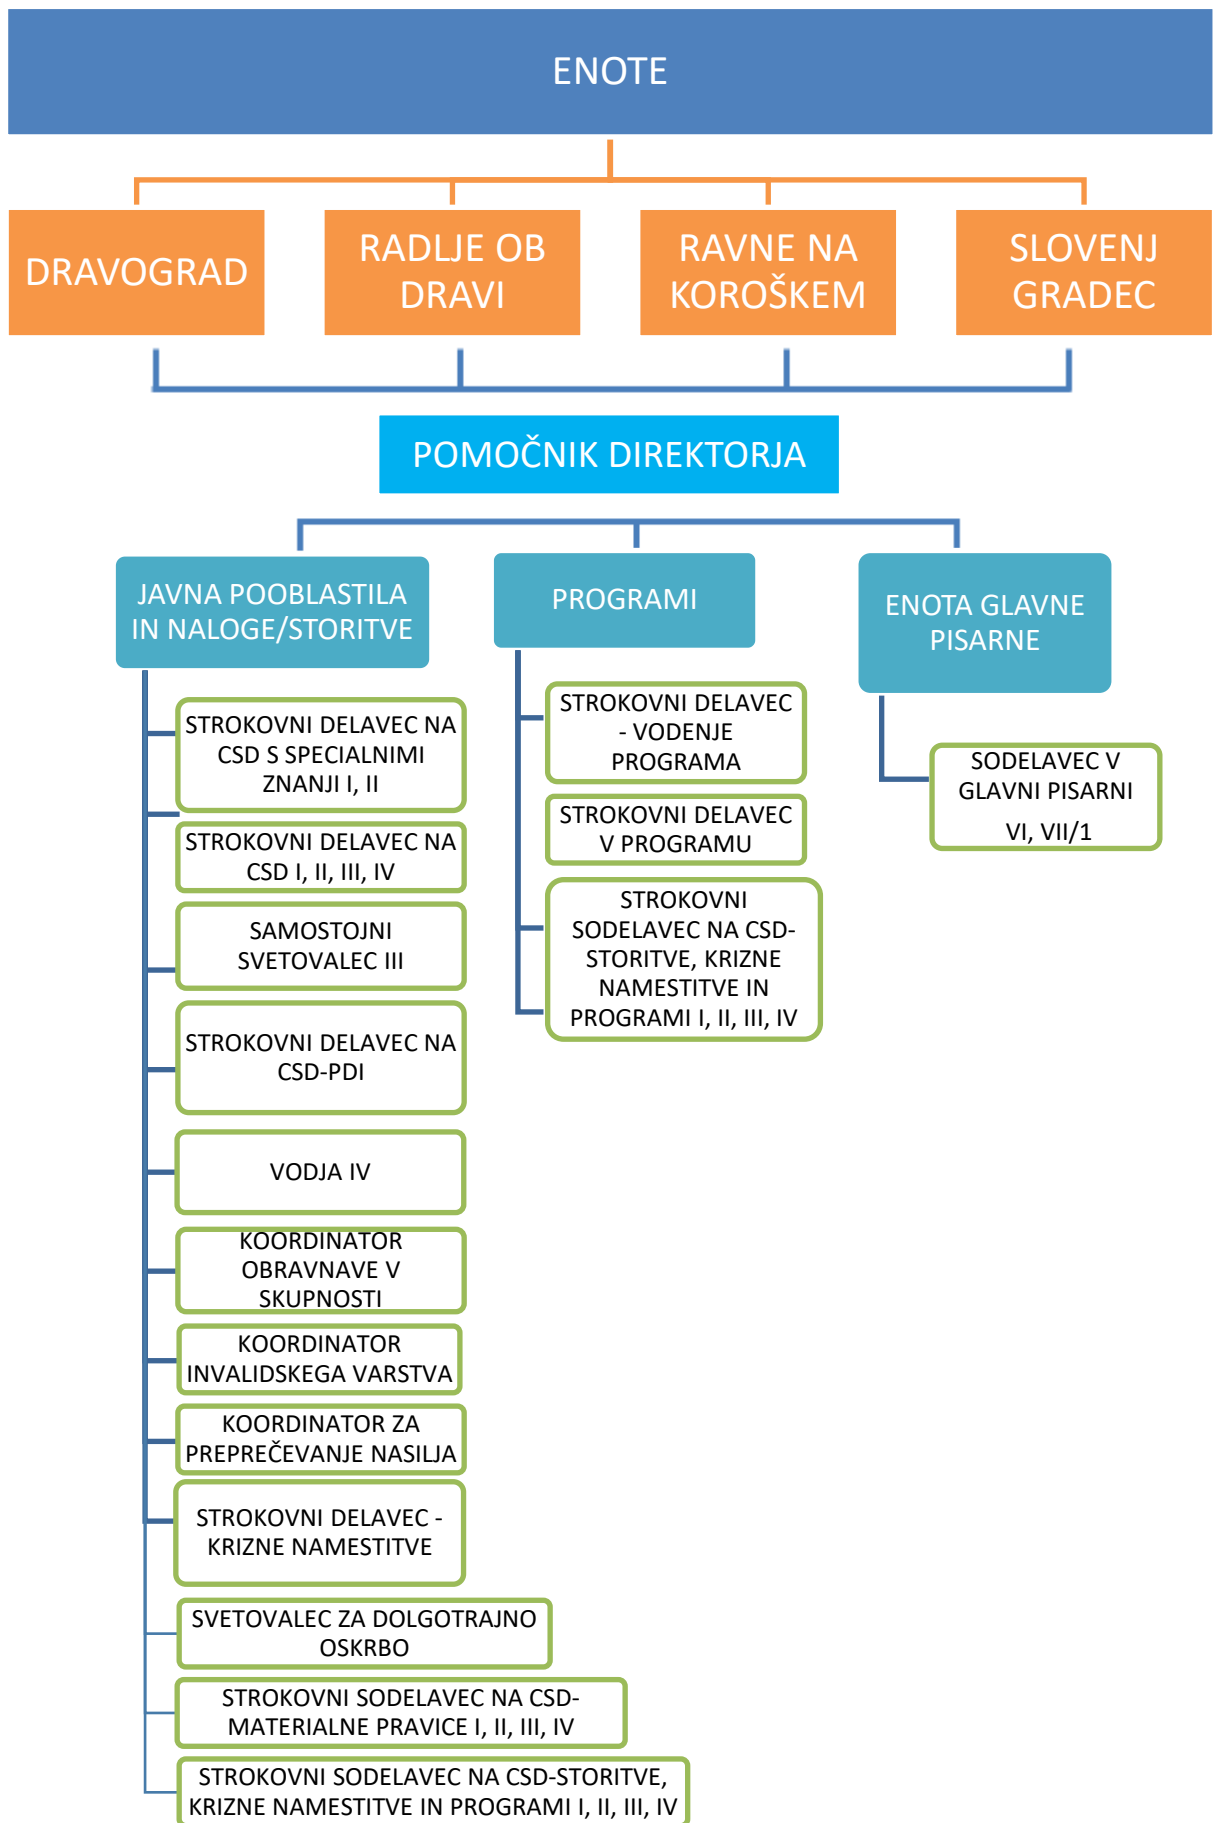 ENOTE
DRAVOGRAD
RADLJE OB
DRAVI
RAVNE NA
KOROŠKEM
SLOVENJ
GRADEC
POMOČNIK DIREKTORJA
JAVNA POOBLASTILA
IN NALOGE/STORITVE
STROKOVNI DELAVEC NA
CSD S SPECIALNIMI
ZNANJI I, II
STROKOVNI DELAVEC NA
CSD I, II, III, IV
SAMOSTOJNI
SVETOVALEC III
STROKOVNI DELAVEC NA
CSD-PDI
VODJA IV
KOORDINATOR
OBRAVNAVE V
SKUPNOSTI
KOORDINATOR
INVALIDSKEGA VARSTVA
KOORDINATOR ZA
PREPREČEVANJE NASILJA
STROKOVNI DELAVEC -
KRIZNE NAMESTITVE
SVETOVALEC ZA DOLGOTRAJNO
OSKRBO
STROKOVNI SODELAVEC NA CSD-
MATERIALNE PRAVICE I, II, III, IV
STROKOVNI SODELAVEC NA CSD-STORITVE,
KRIZNE NAMESTITVE IN PROGRAMI I, II, III, IV
PROGRAMI
STROKOVNI DELAVEC
- VODENJE
PROGRAMA
STROKOVNI DELAVEC
V PROGRAMU
STROKOVNI
SODELAVEC NA CSD-
STORITVE, KRIZNE
NAMESTITVE IN
PROGRAMI I, II, III, IV
ENOTA GLAVNE
PISARNE
SODELAVEC V
GLAVNI PISARNI
VI, VII/1